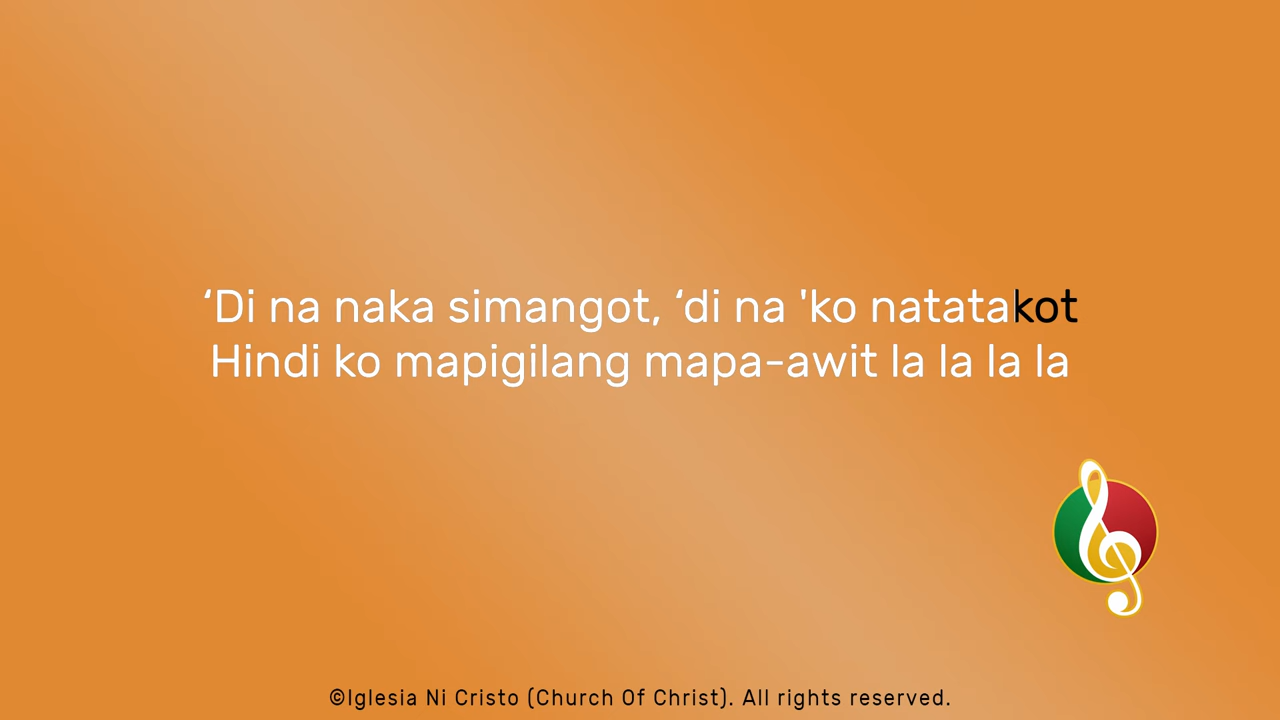 ‘Di na naka simangot, ‘di na 'ko natatakot
Hindi ko mapigilang mapa-awit la la la la
©Iglesia Ni Cristo (Church Of Christ). All rights reserved.